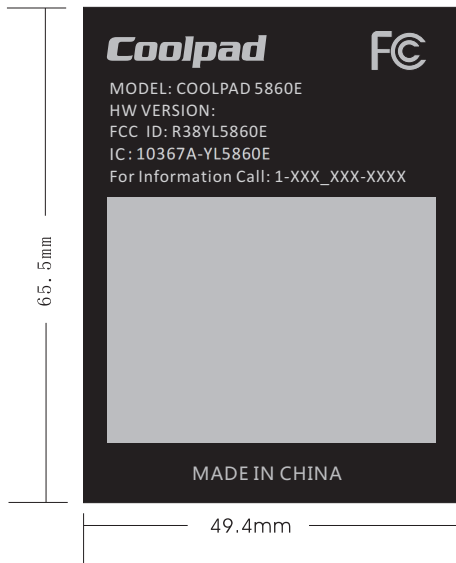 Coolpad FC
MODEL: COOLPAD 5860E
HW VERSION:
FCC ID: R38YL5860E
IC: 10367A-YL5860E
For Information Call: 1-XXX_XXX-XXXX
65.5mm
MADE IN CHINA
49.4mm